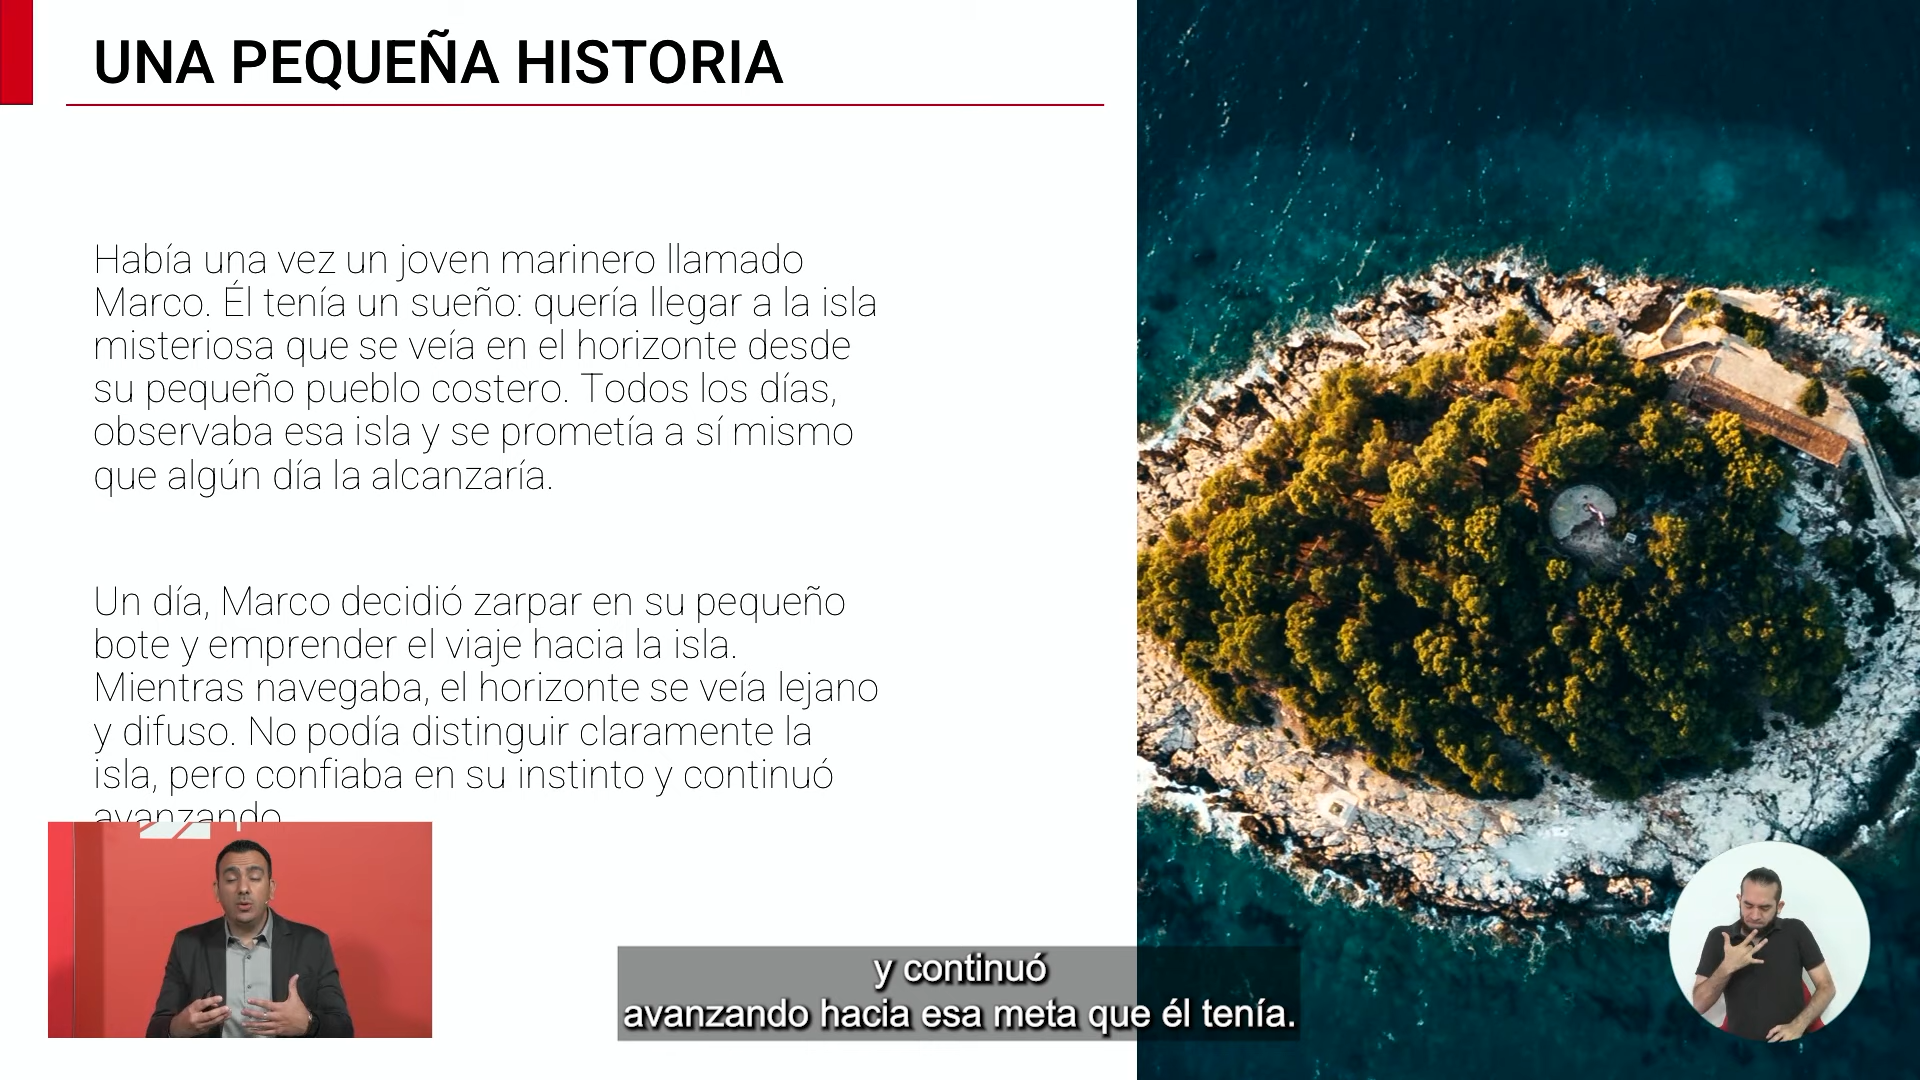 UNA PEQUEÑA HISTORIA
Había una vez un joven marinero llamado
Marco. Él tenía un sueño: quería llegar a la isla
misteriosa que se veía en el horizonte desde
su pequeño pueblo costero. Todos los días,
observaba esa isla y se prometía a sí mismo
que algún día la alcanzaría.
Un día, Marco decidió zarpar en su pequeño
bote y emprender el viaje hacia la isla.
Mientras navegaba, el horizonte se veía lejano
y difuso. No podía distinguir claramente la
isla, pero confiaba en su instinto y continuó
avanzando
y continuó
avanzando hacia esa meta que él tenía.